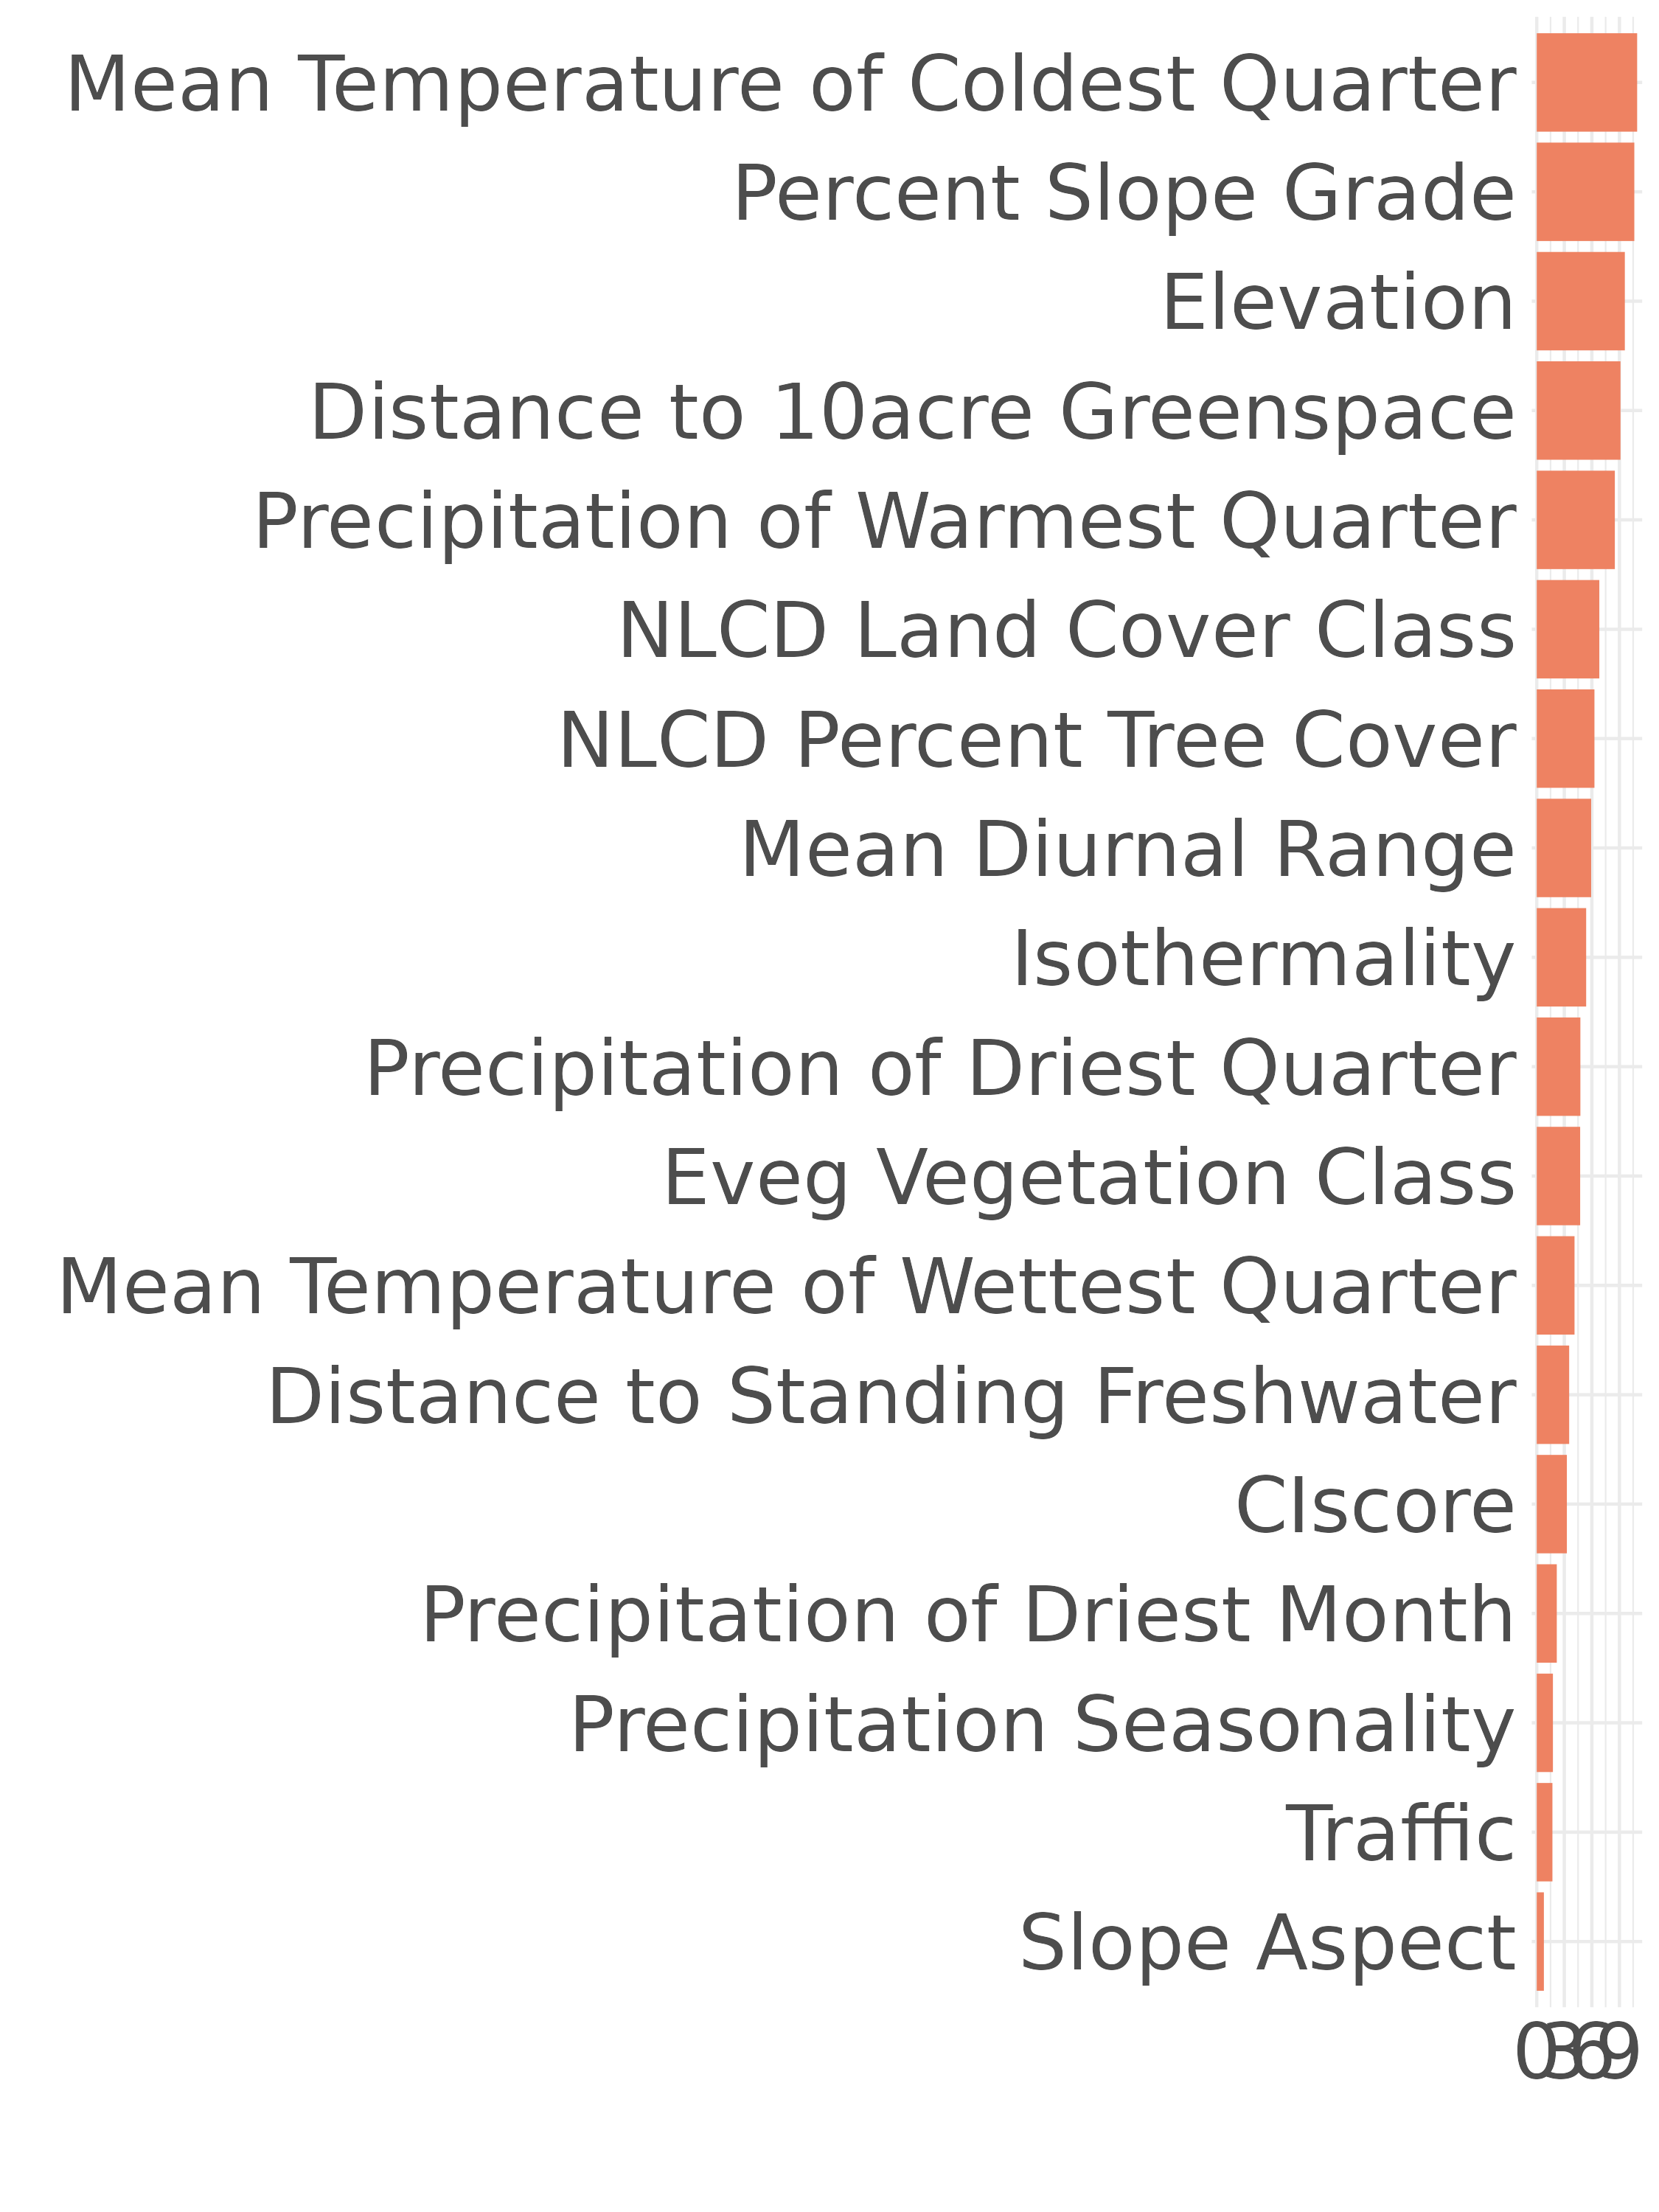 Mean Temperature of Coldest Quarter
Percent Slope Grade
Elevation
Distance to 10acre Greenspace
Precipitation of Warmest Quarter
NLCD Land Cover Class
NLCD Percent Tree Cover
Mean Diurnal Range
Isothermality
Precipitation of Driest Quarter
Eveg Vegetation Class
Mean Temperature of Wettest Quarter
Distance to Standing Freshwater
CIscore
Precipitation of Driest Month
Precipitation Seasonality
Traffic
Slope Aspect
0 3 6 9